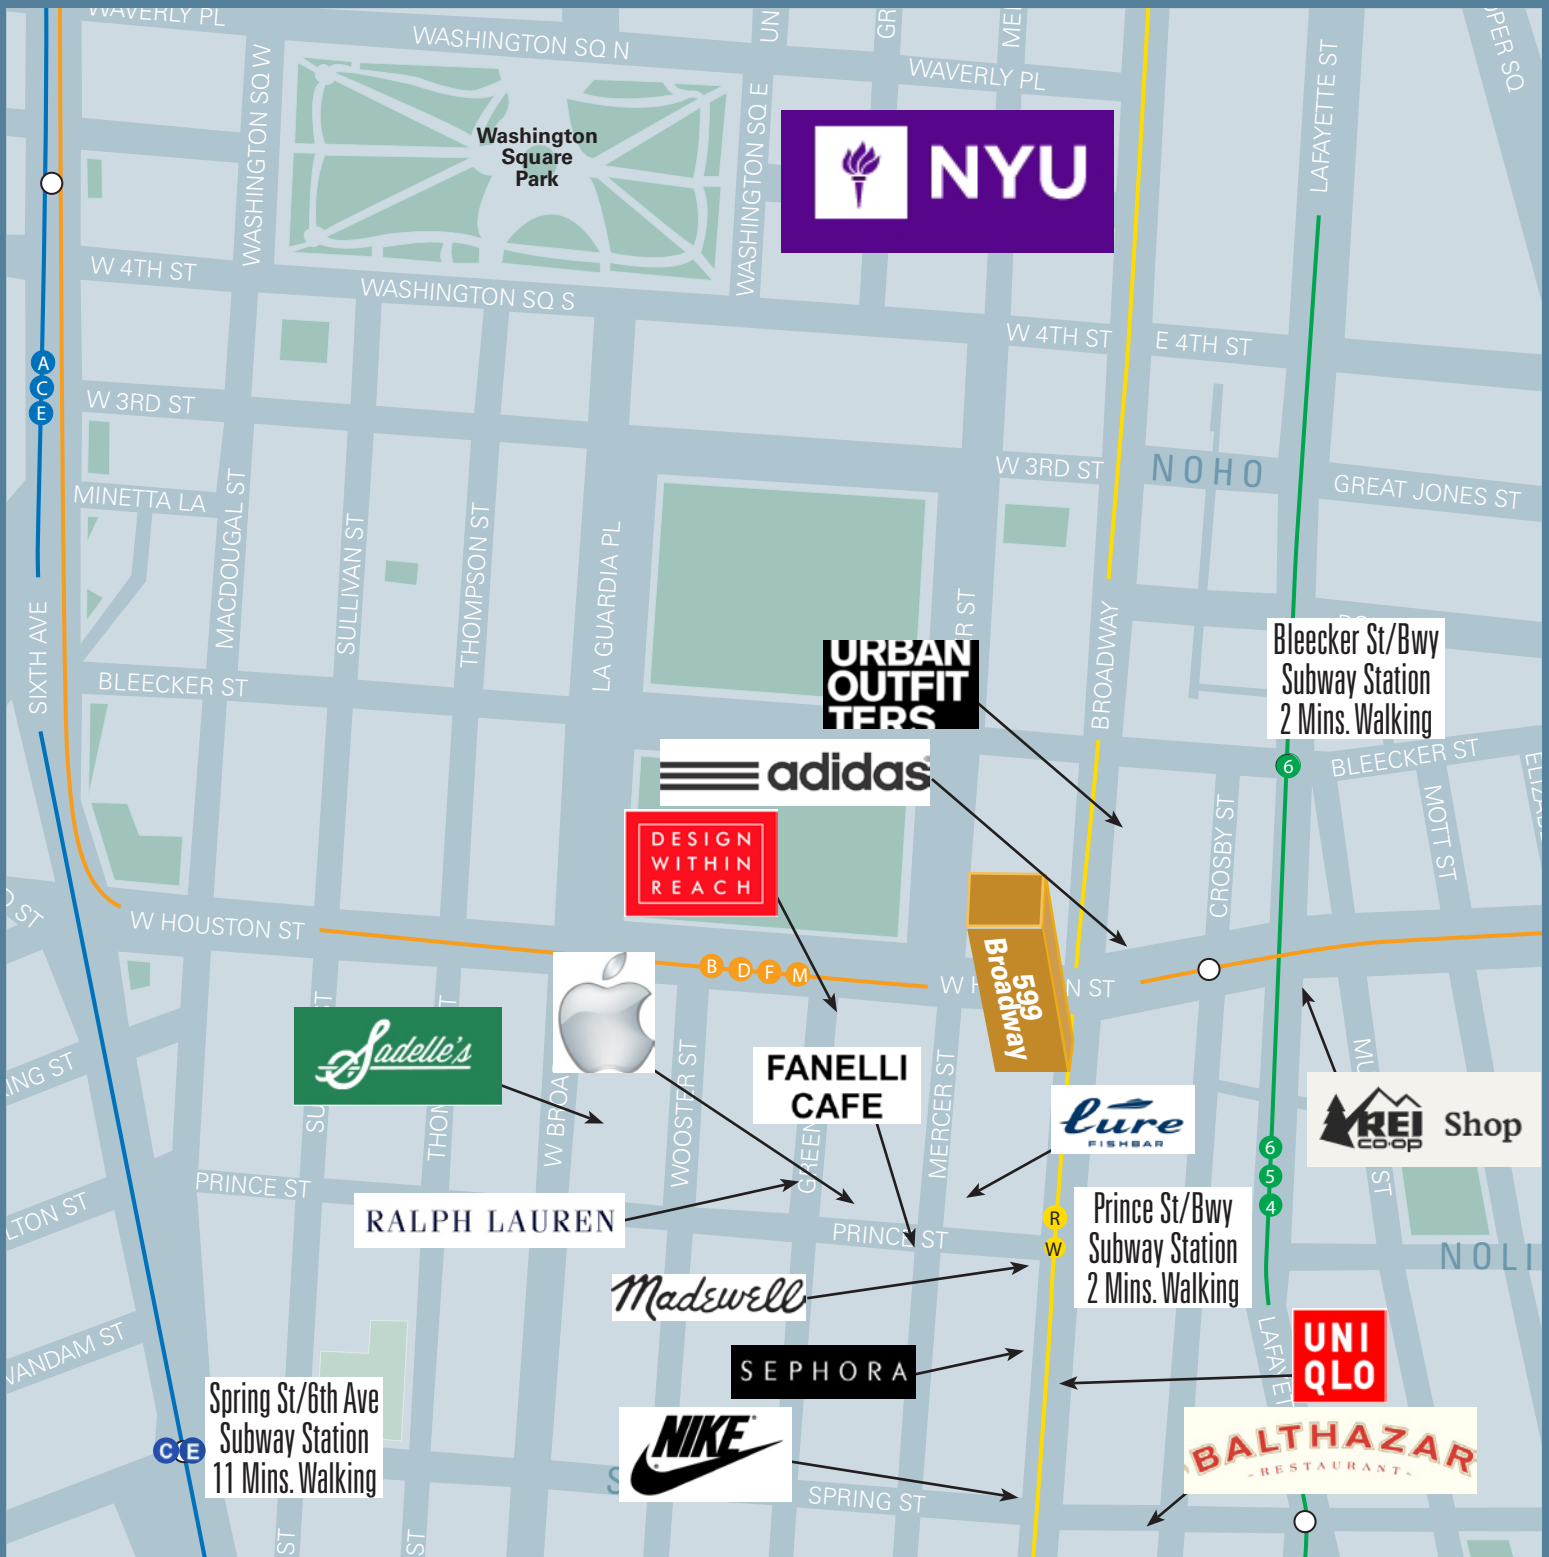 WAVERLY PL
WASHINGTON SQ N
WAVERLY PL
WASHINGTON SQ W
WASHINGTON SQ E
LAFAYETTE ST
Washington
Square
Park
NYU
W 4TH ST
WASHINGTON SQ S
W 4TH ST
E 4TH ST
A
C
E
W 3RD ST
W 3RD ST
NOHO
GREAT JONES ST
MINETTA LA
MACDOUGAL ST
SULLIVAN ST
THOMPSON ST
LA GUARDIA PL
SIXTH AVE
BROADWAY
BLEECKER ST
URBAN
OUTFIT
TERS
Bleecker St/Bwy
Subway Station
2 Mins. Walking
6
BLEECKER ST
adidas
DESIGN
WITHIN
REACH
CROSBY ST
MOTT ST
W HOUSTON ST
B
D
F
M
599
Broadway
Sadelle's
FANELLI
CAFE
WOOSTER ST
MERCER ST
lure
FISHBAR
REI
CO·OP
Shop
6
5
4
PRINCE ST
RALPH LAUREN
PRINCE ST
R
W
Prince St/Bwy
Subway Station
2 Mins. Walking
Madewell
SEPHORA
UNI
QLO
VANDAM ST
Spring St/6th Ave
Subway Station
11 Mins. Walking
C
E
NIKE
SPRING ST
BALTHAZAR
-RESTAURANT-